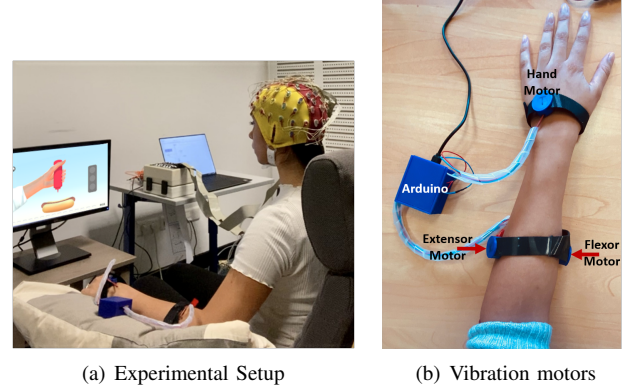 Hand
Motor
Arduino
Extensor
Motor
Flexor
Motor
(a) Experimental Setup
(b) Vibration motors